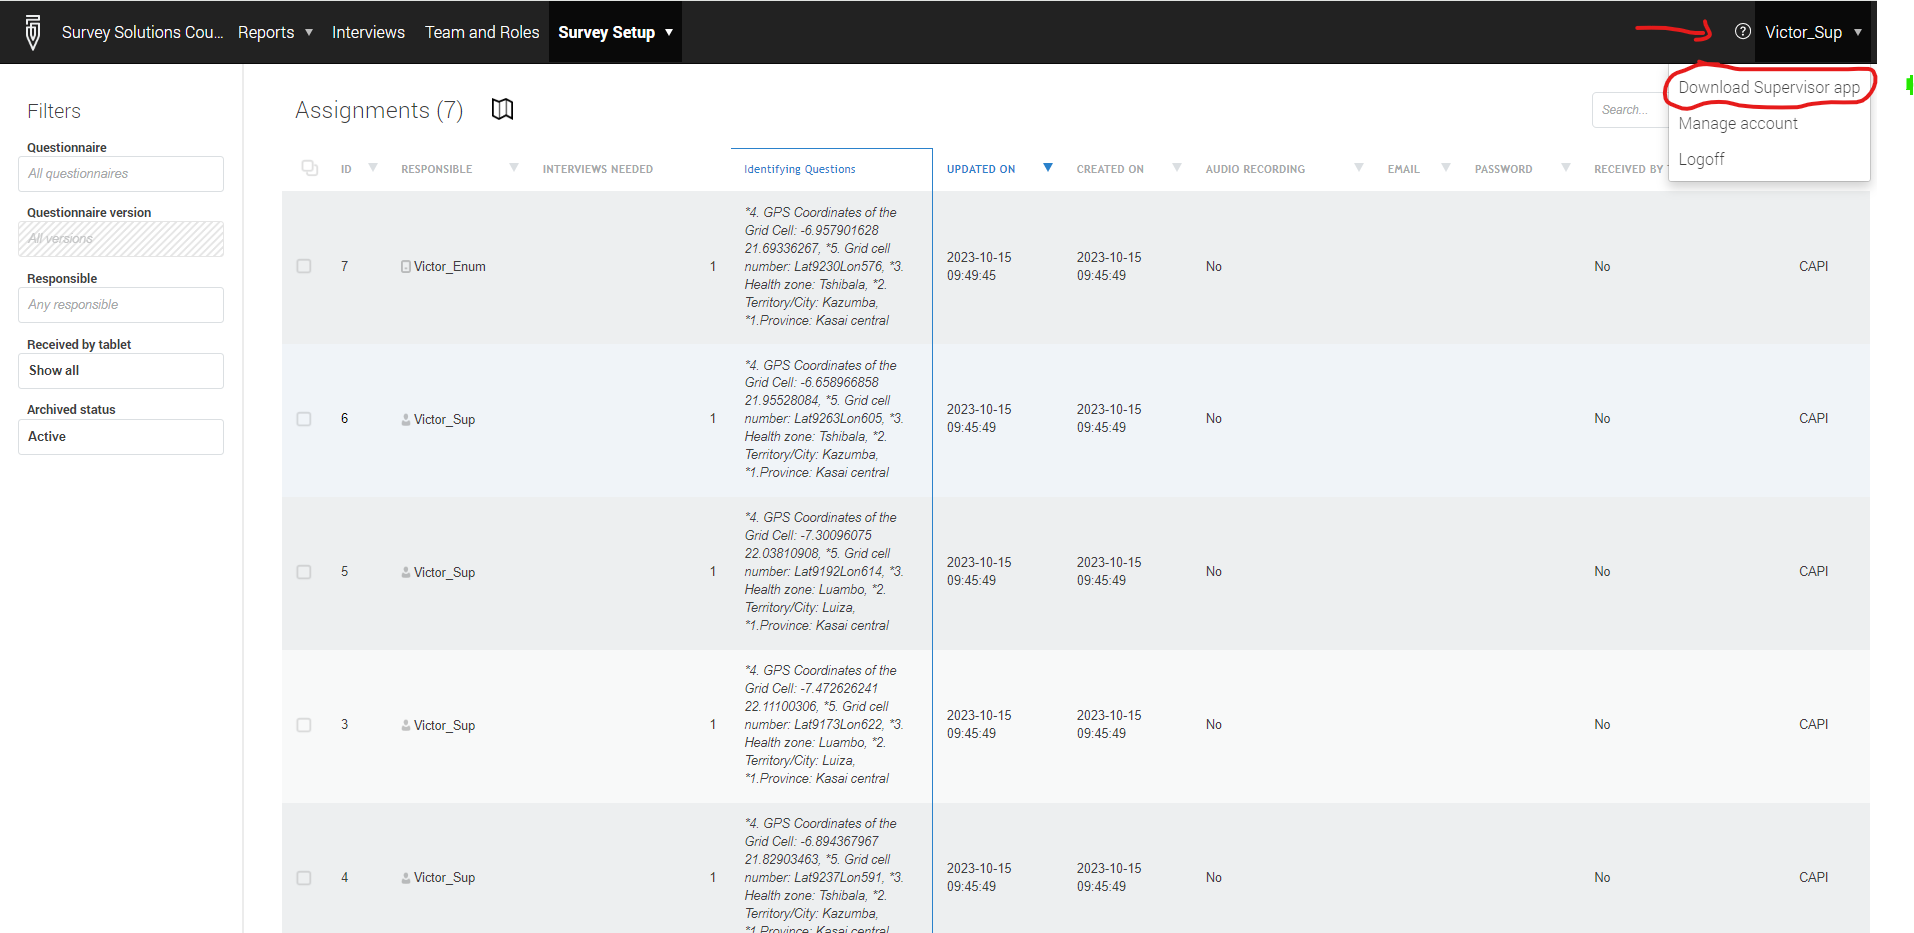 Survey Solutions Cou...
Reports
Interviews
Team and Roles
Survey Setup
Victor_Sup
Download Supervisor app
Manage account
Logoff
Filters
Questionnaire
All questionnaires
Questionnaire version
All versions
Responsible
Any responsible
Received by tablet
Show all
Archived status
Active
Assignments (7)
Search...
ID RESPONSIBLE INTERVIEWS NEEDED Identifying Questions UPDATED ON CREATED ON AUDIO RECORDING EMAIL PASSWORD RECEIVED BY
7
Victor_Enum
1
*4. GPS Coordinates of the
Grid Cell: -6.957901628
21.69336267, *5. Grid cell
number: Lat9230Lon576, *3.
Health zone: Tshibala, *2.
Territory/City: Kazumba,
*1.Province: Kasai central
2023-10-15
09:49:45
2023-10-15
09:45:49
No
No
CAPI
6
Victor_Sup
1
*4. GPS Coordinates of the
Grid Cell: -6.658966858
21.95528084, *5. Grid cell
number: Lat9263Lon605, *3.
Health zone: Tshibala, *2.
Territory/City: Kazumba,
*1.Province: Kasai central
2023-10-15
09:45:49
2023-10-15
09:45:49
No
No
CAPI
5
Victor_Sup
1
*4. GPS Coordinates of the
Grid Cell: -7.30096075
22.03810908, *5. Grid cell
number: Lat9192Lon614, *3.
Health zone: Luambo, *2.
Territory/City: Luiza,
*1.Province: Kasai central
2023-10-15
09:45:49
2023-10-15
09:45:49
No
No
CAPI
3
Victor_Sup
1
*4. GPS Coordinates of the
Grid Cell: -7.472626241
22.11100306, *5. Grid cell
number: Lat9173Lon622, *3.
Health zone: Luambo, *2.
Territory/City: Luiza,
*1.Province: Kasai central
2023-10-15
09:45:49
2023-10-15
09:45:49
No
No
CAPI
4
Victor_Sup
1
*4. GPS Coordinates of the
Grid Cell: -6.894367967
21.82903463, *5. Grid cell
number: Lat9237Lon591, *3.
Health zone: Tshibala, *2.
Territory/City: Kazumba,
*1.Province: Kasai central
2023-10-15
09:45:49
2023-10-15
09:45:49
No
No
CAPI